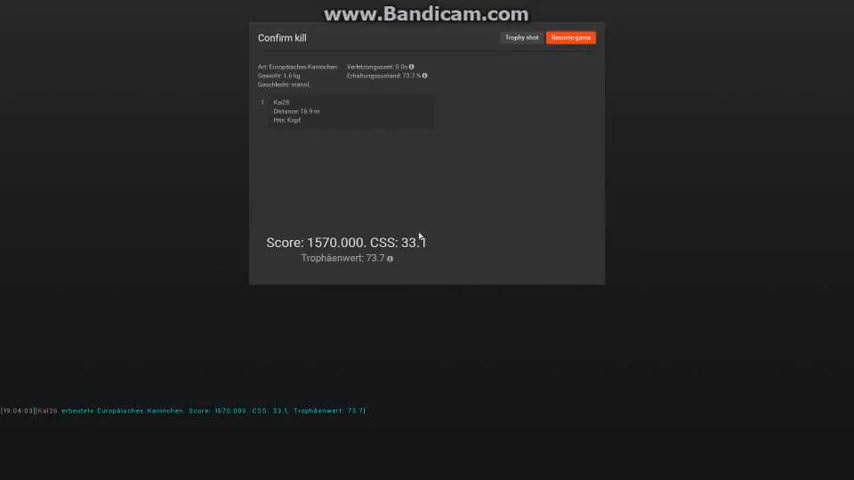 www.Bandicam.com
Confirm kill
Trophy shot
Resume game
Art: Europäisches Kaninchen
Verletzungszeit: 0.0s
Gewicht: 1,6 kg
Erhaltungszustand: 73.7 %
Geschlecht: männl.
1 Kai26
Distance: 16.9 m
Hits: Kopf
Score: 1570.000. CSS: 33.1
Trophäenwert: 73.7
[19:04:03][Kai26 erbeutete Europäisches Kaninchen. Score: 1570.000. CSS: 33.1, Trophäenwert: 73.7]